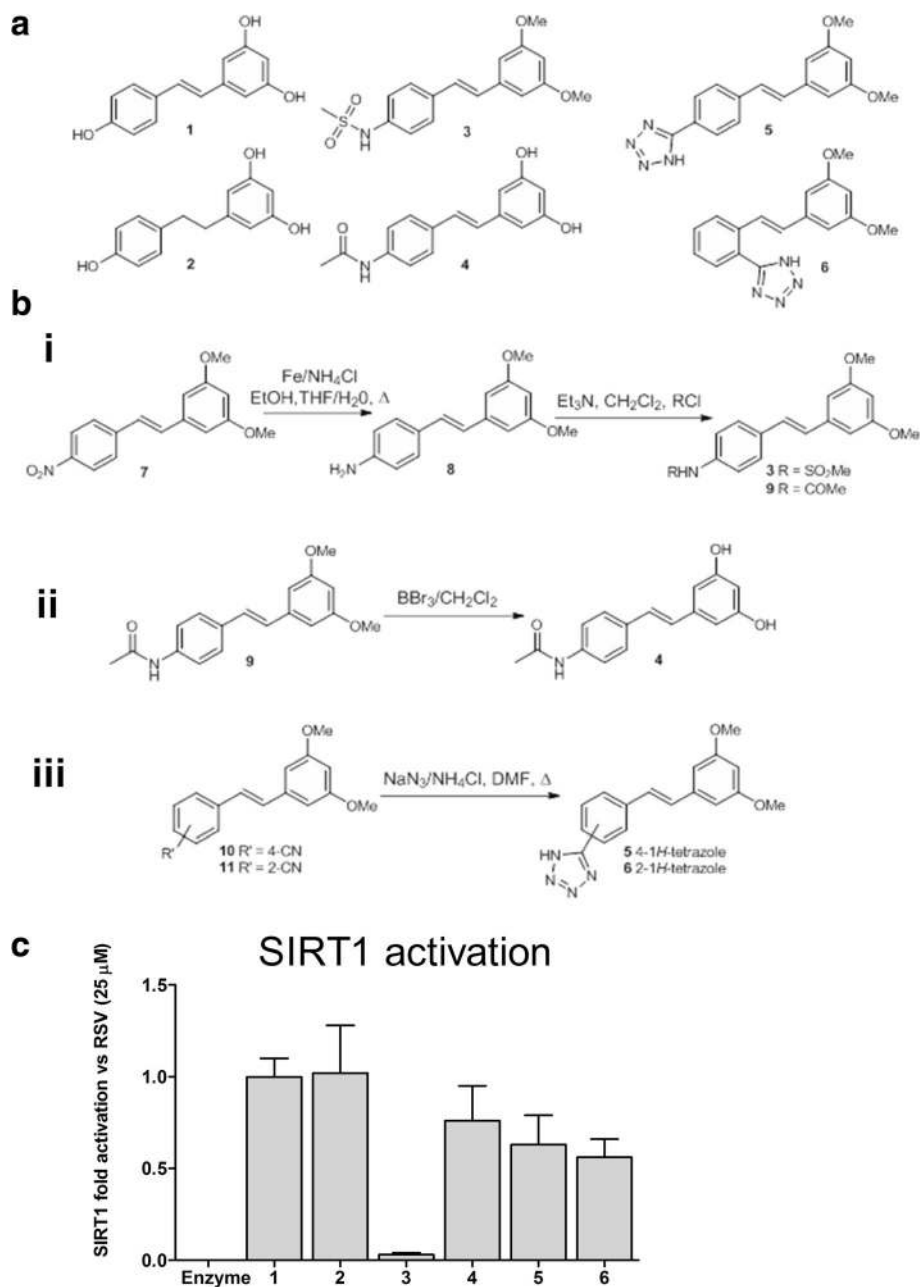 a
OH
OH
HO
1
OMe
OMe
O
S
O
NH
3
OMe
OMe
N
N
N
NH
5
OH
OH
HO
2
OH
OH
O
N
H
4
OMe
OMe
NH
N
N
N
6
b
i
OMe
OMe
NO2
7
Fe/NH4Cl
EtOH,THF/H20, Δ
OMe
OMe
H2N
8
Et3N, CH2Cl2, RCl
OMe
OMe
RHN
3 R = SO2Me
9 R = COMe
ii
OMe
OMe
O
N
H
9
BBr3/CH2Cl2
OH
OH
O
N
H
4
iii
OMe
OMe
R'
10 R' = 4-CN
11 R' = 2-CN
NaN3/NH4Cl, DMF, Δ
OMe
OMe
HN
N
N
N
5 4-1H-tetrazole
6 2-1H-tetrazole
c
SIRT1 activation
SIRT1 fold activation vs RSV (25 μM)
1.5
1.0
0.5
0.0
Enzyme 1 2 3 4 5 6